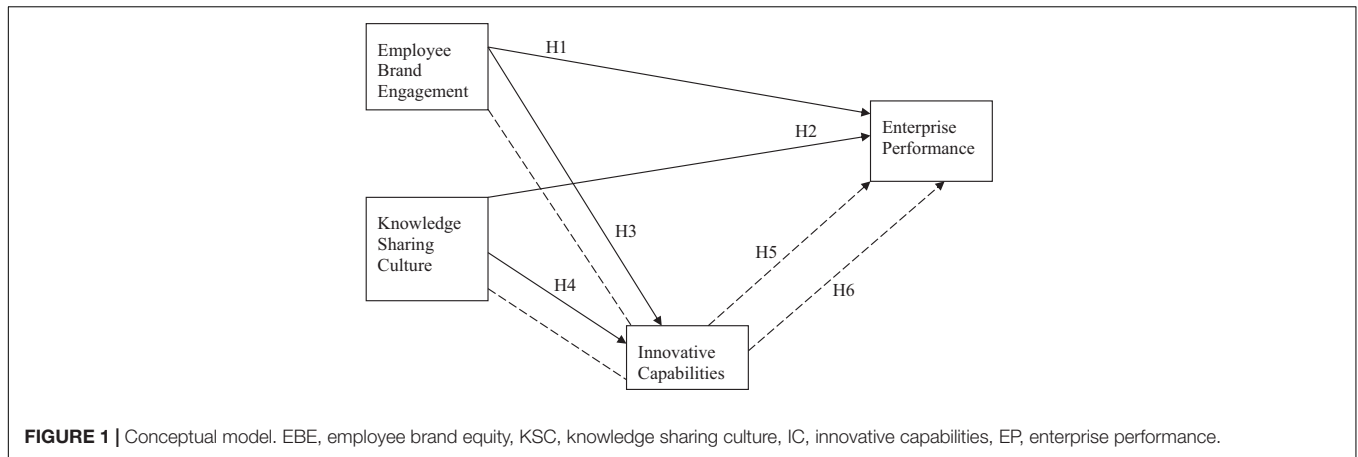 Employee
Brand
Engagement
H1
Enterprise
Performance
H2
Knowledge
Sharing
Culture
H3
H4
H5
H6
Innovative
Capabilities
FIGURE 1 | Conceptual model. EBE, employee brand equity, KSC, knowledge sharing culture, IC, innovative capabilities, EP, enterprise performance.